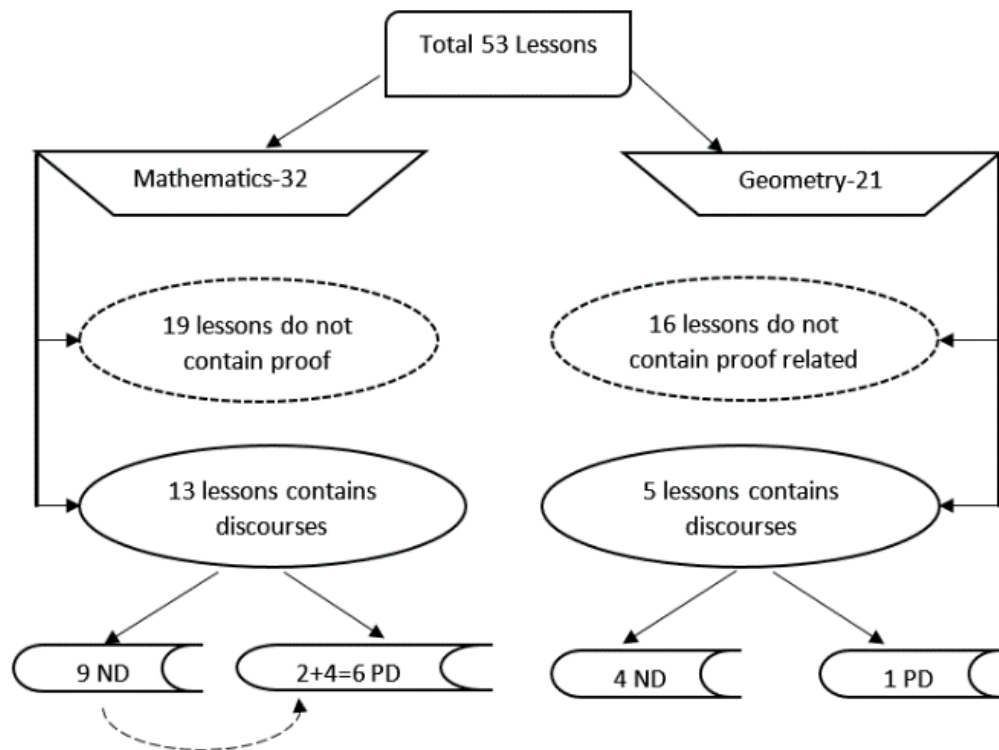 Total 53 Lessons
Mathematics-32
Geometry-21
19 lessons do not
contain proof
16 lessons do not
contain proof related
13 lessons contains
discourses
5 lessons contains
discourses
9 ND
2+4=6 PD
4 ND
1 PD